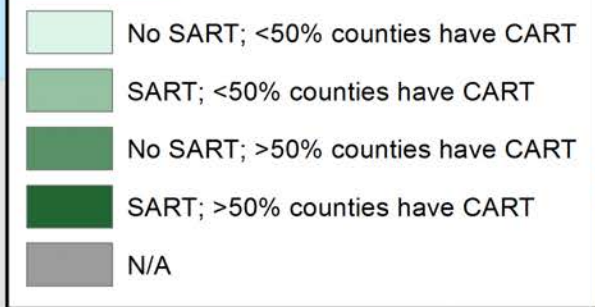 No SART; <50% counties have CART
SART; <50% counties have CART
No SART; >50% counties have CART
SART; >50% counties have CART
N/A